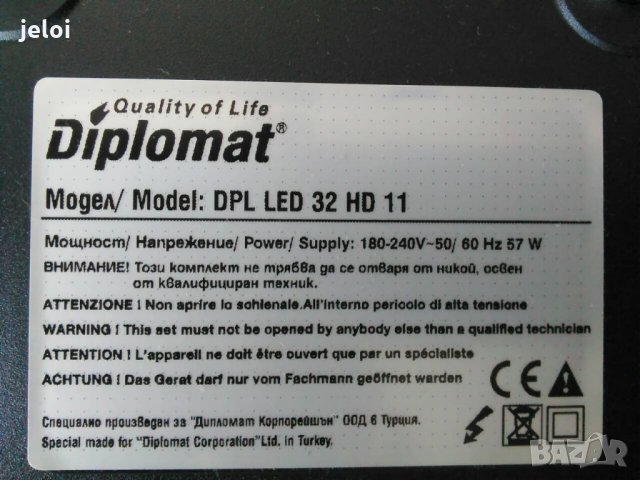 jeloi
Quality of Life
Diplomat®
Модел/ Model: DPL LED 32 HD 11
Мощност/ Напрежение/ Power/ Supply: 180-240V~50/ 60 Hz 57 W
ВНИМАНИЕ! Този комплект не трябва да се отваря от никой, освен
от квалифициран техник.
ATTENZIONE ! Non aprire lo schienale.All'interno pericolo di alta tensione
WARNING ! This set must not be opened by anybody else than a qualified technician
ATTENTION ! L'appareil ne doit être ouvert que par un spécialiste
ACHTUNG ! Das Gerat darf nur vom Fachmann geöffnet warden
CE
Специално произведен за "Дипломат Корпорейшън" ООД в Турция.
Special made for "Diplomat Corporation"Ltd. in Turkey.
BAZAR